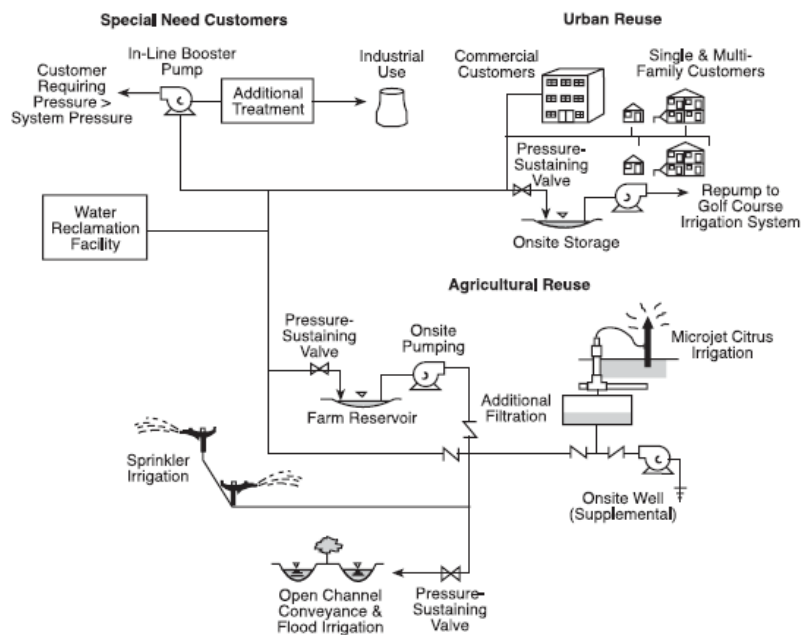 Special Need Customers
In-Line Booster
Pump
Customer
Requiring
Pressure >
System Pressure
Additional
Treatment
Industrial
Use
Urban Reuse
Commercial
Customers
Single & Multi-
Family Customers
Pressure-
Sustaining
Valve
Onsite Storage
Repump to
Golf Course
Irrigation System
Water
Reclamation
Facility
Agricultural Reuse
Pressure-
Sustaining
Valve
Onsite
Pumping
Farm Reservoir
Microjet Citrus
Irrigation
Additional
Filtration
Sprinkler
Irrigation
Onsite Well
(Supplemental)
Open Channel
Conveyance &
Flood Irrigation
Pressure-
Sustaining
Valve